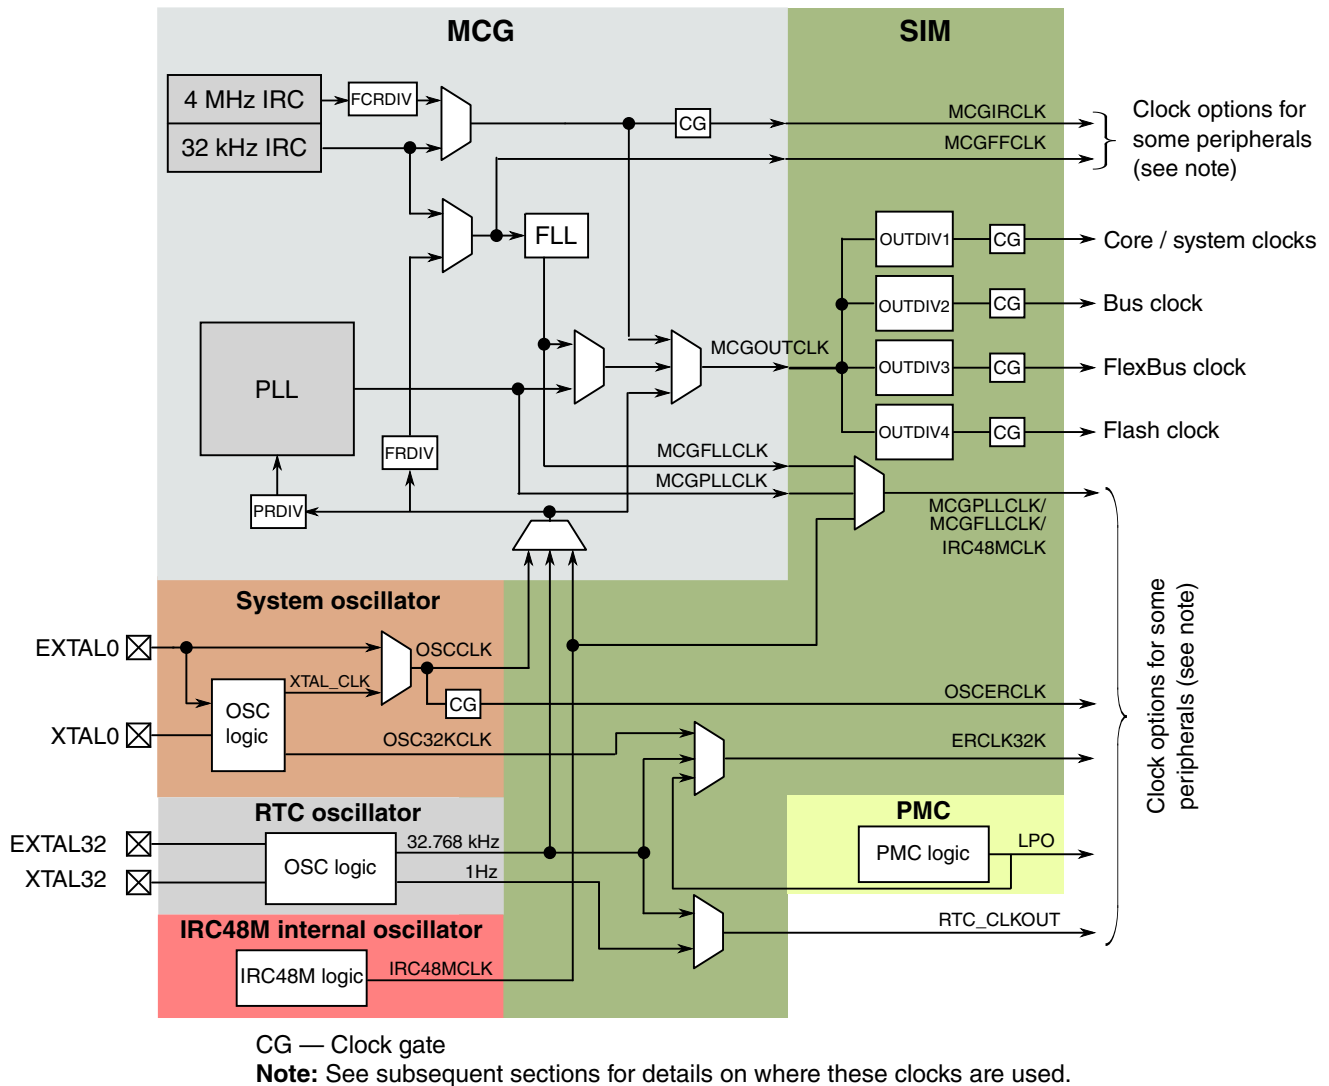 MCG
SIM
4 MHz IRC
FCRDIV
32 kHz IRC
CG
MCGIRCLK
MCGFFCLK
Clock options for
some peripherals
(see note)
FLL
OUTDIV1
CG
Core / system clocks
OUTDIV2
CG
Bus clock
MCGOUTCLK
OUTDIV3
CG
FlexBus clock
PLL
OUTDIV4
CG
Flash clock
FRDIV
MCGFLLCLK
MCGPLLCLK
PRDIV
MCGPLLCLK/
MCGFLLCLK/
IRC48MCLK
System oscillator
EXTAL0
OSCCLK
XTAL_CLK
OSC
logic
CG
OSCERCLK
XTAL0
OSC32KCLK
ERCLK32K
Clock options for some
peripherals (see note)
RTC oscillator
PMC
EXTAL32
32.768 kHz
OSC logic
PMC logic
LPO
XTAL32
1Hz
RTC_CLKOUT
IRC48M internal oscillator
IRC48M logic
IRC48MCLK
CG — Clock gate
Note: See subsequent sections for details on where these clocks are used.